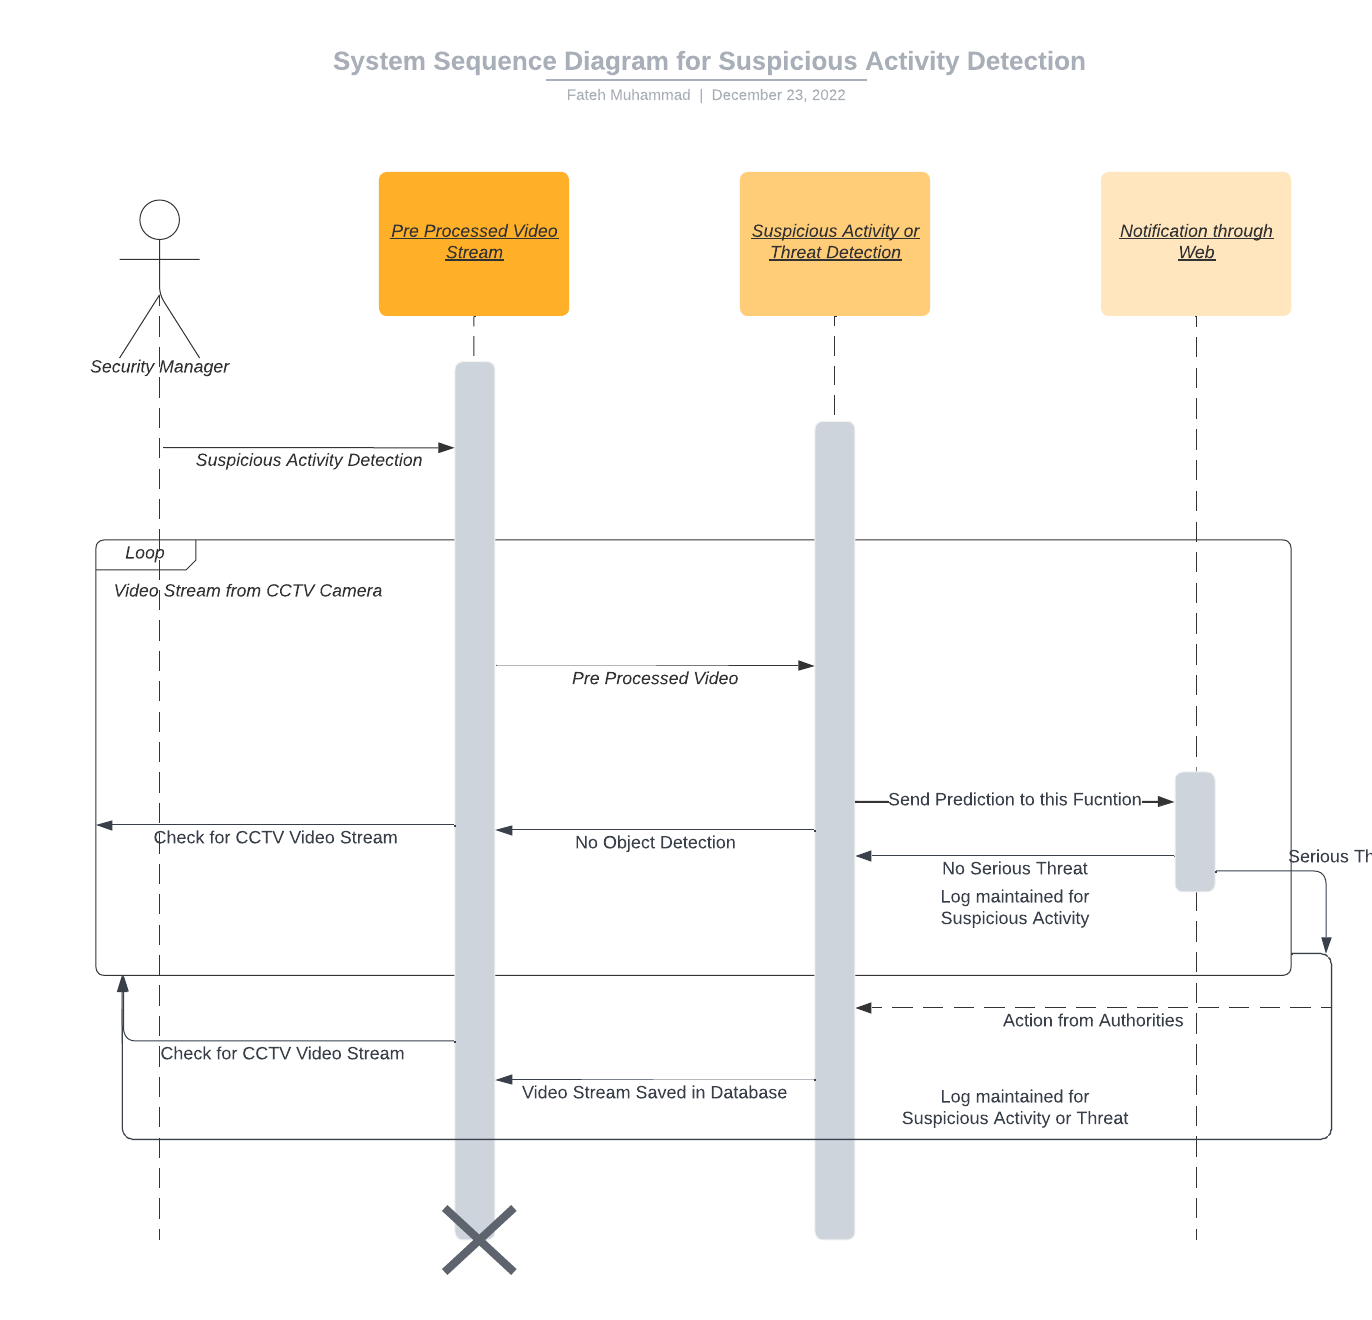 System Sequence Diagram for Suspicious Activity Detection
Fateh Muhammad | December 23, 2022
Pre Processed Video
Stream
Suspicious Activity or
Threat Detection
Notification through
Web
Security Manager
Suspicious Activity Detection
Loop
Video Stream from CCTV Camera
Pre Processed Video
Send Prediction to this Fucntion
Check for CCTV Video Stream
No Object Detection
Serious
No Serious Threat
Log maintained for
Suspicious Activity
Action from Authorities
Check for CCTV Video Stream
Video Stream Saved in Database
Log maintained for
Suspicious Activity or Threat